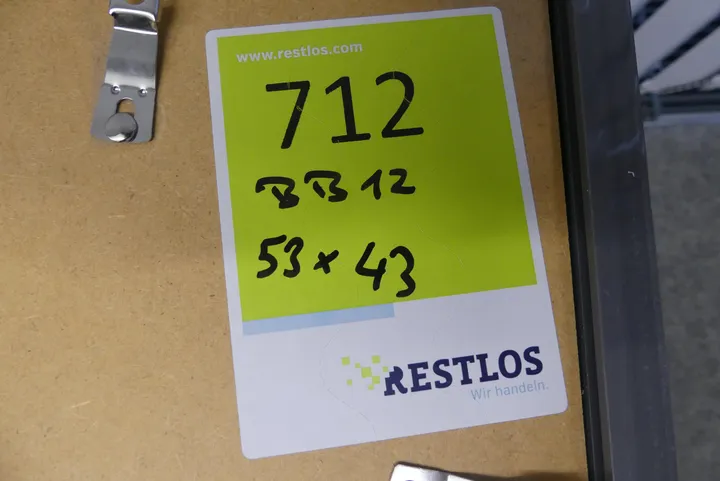 www.restlos.com
712
BB12
53 x 43
RESTLOS
Wir handeln.